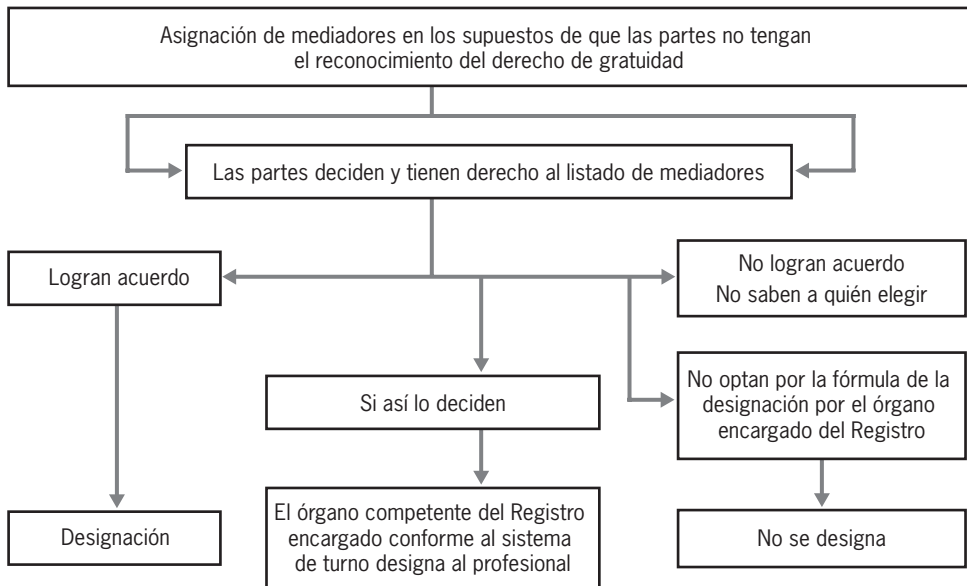 Asignación de mediadores en los supuestos de que las partes no tengan
el reconocimiento del derecho de gratuidad
Las partes deciden y tienen derecho al listado de mediadores
Logran acuerdo
No logran acuerdo
No saben a quién elegir
Si así lo deciden
No optan por la fórmula de la
designación por el órgano
encargado del Registro
Designación
El órgano competente del Registro
encargado conforme al sistema
de turno designa al profesional
No se designa